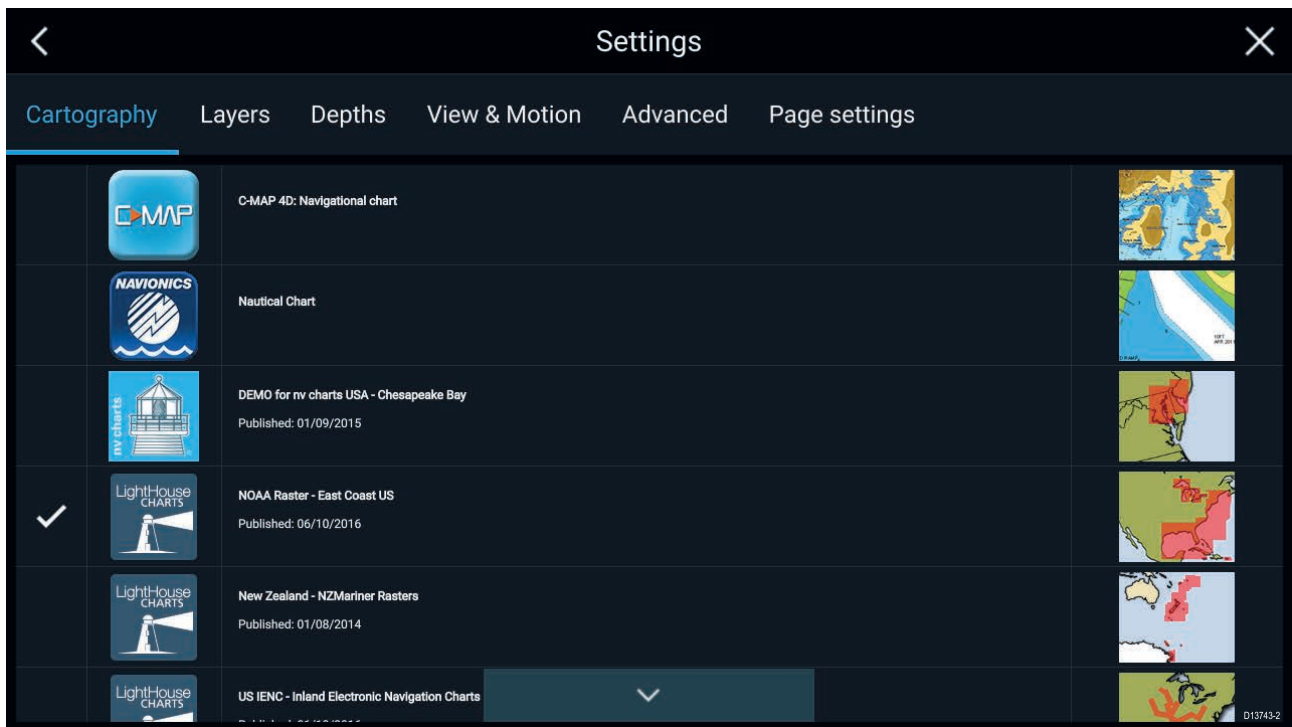 Settings
Cartography Layers Depths View & Motion Advanced Page settings
C-MAP
C-MAP 4D: Navigational chart
NAVIONICS
Nautical Chart
nv charts
DEMO for nv charts USA - Chesapeake Bay
Published: 01/09/2015
LightHouse
CHARTS
NOAA Raster - East Coast US
Published: 06/10/2016
LightHouse
CHARTS
New Zealand - NZMariner Rasters
Published: 01/08/2014
LightHouse
CHARTS
US IENC - Inland Electronic Navigation Charts
D13743-2